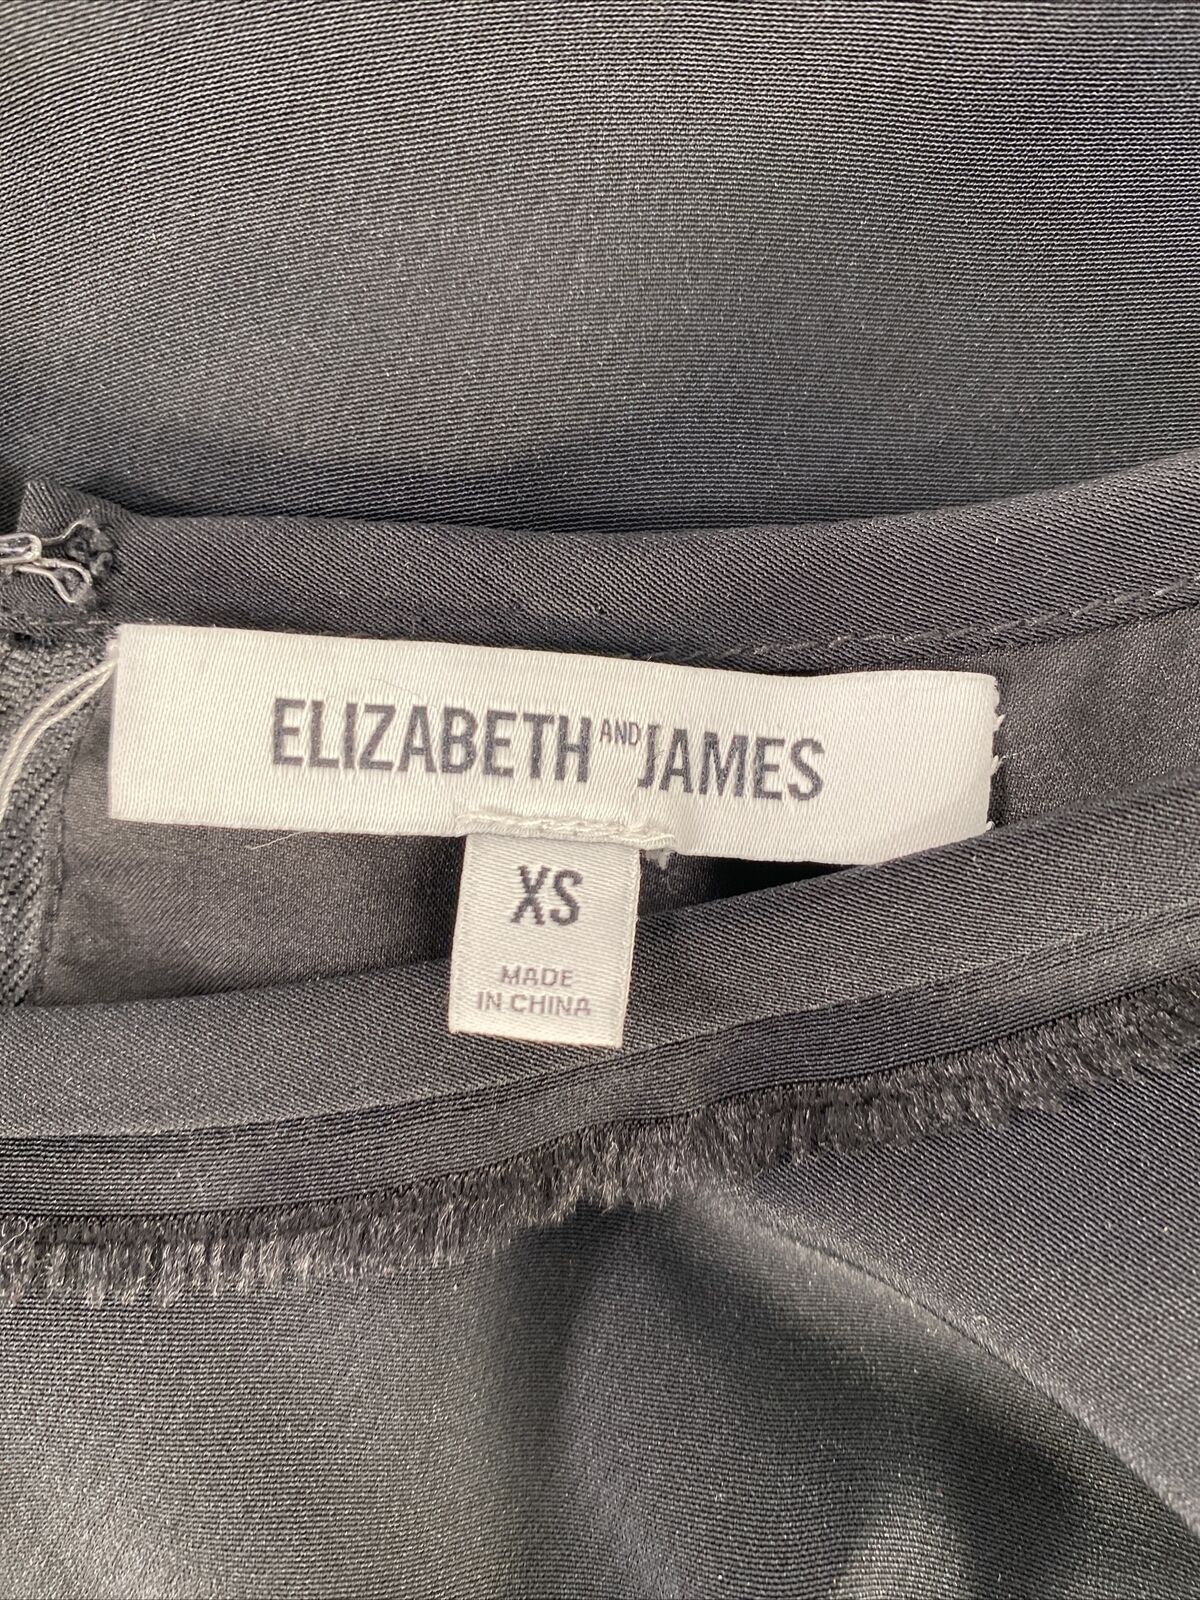 ELIZABETH AND JAMES
XS
MADE
IN CHINA